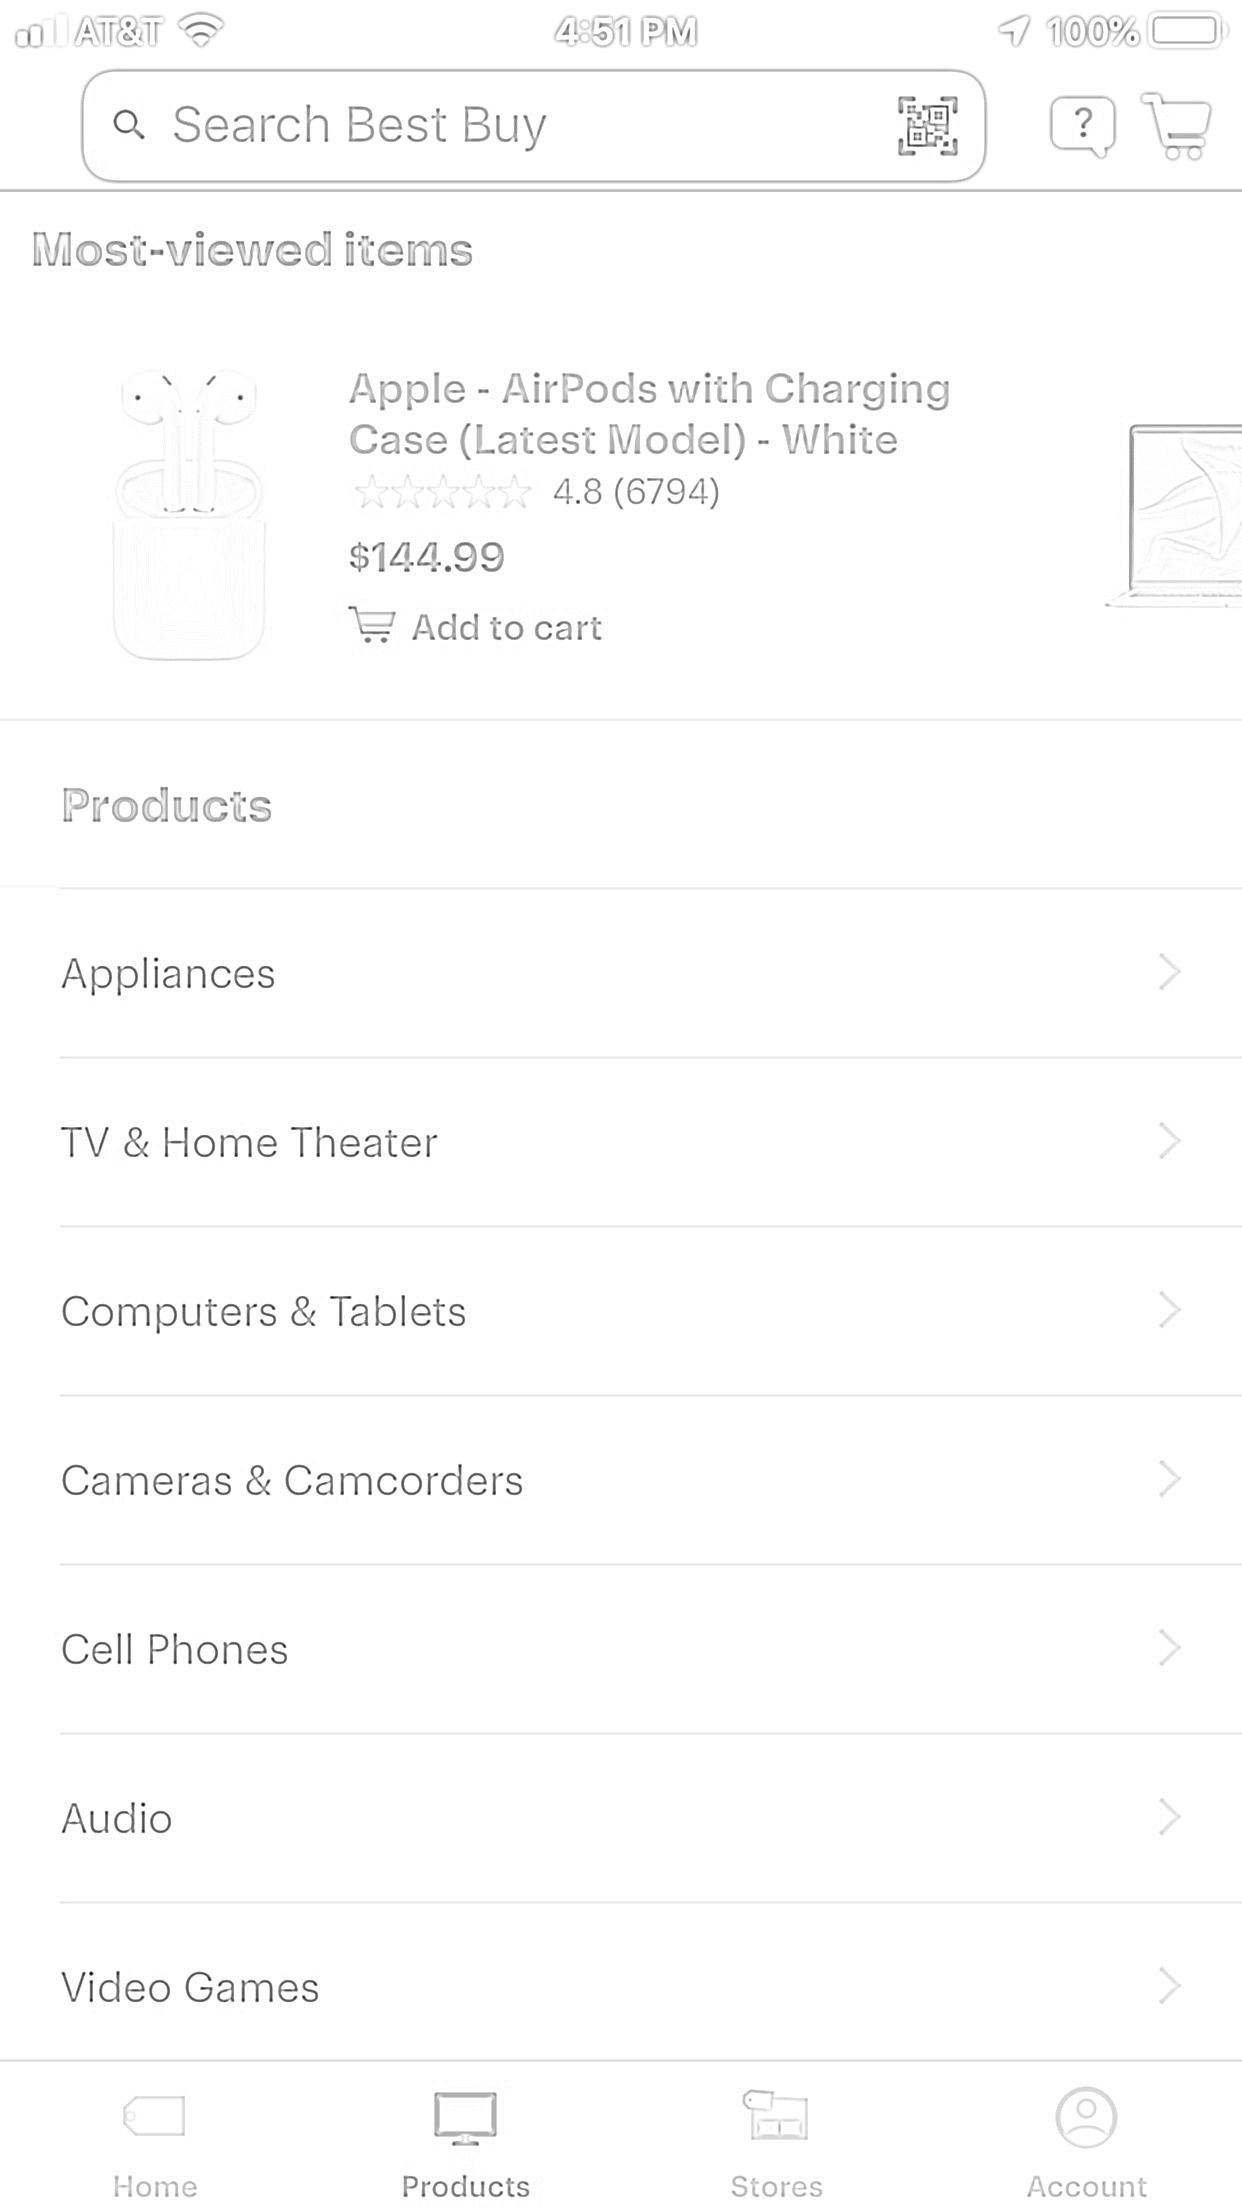 AT&T 4:51 PM 100%
Search Best Buy
?
Most-viewed items
Apple - AirPods with Charging
Case (Latest Model) - White
4.8 (6794)
$144.99
Add to cart
Products
Appliances
TV & Home Theater
Computers & Tablets
Cameras & Camcorders
Cell Phones
Audio
Video Games
Home Products Stores Account